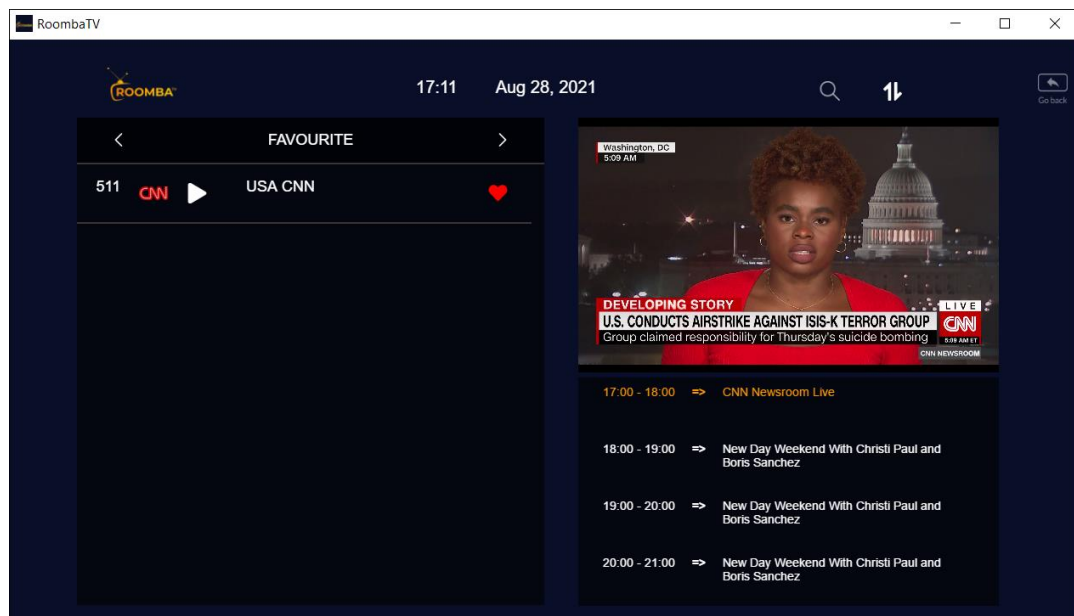 RoombaTV
ROOMBA
17:11 Aug 28, 2021
Go back
FAVOURITE
511 CNN USA CNN
Washington, DC
5:09 AM
DEVELOPING STORY
LIVE
U.S. CONDUCTS AIRSTRIKE AGAINST ISIS-K TERROR GROUP
CNN
Group claimed responsibility for Thursday's suicide bombing
5:09 AM ET
CNN NEWSROOM
17:00 - 18:00 => CNN Newsroom Live
18:00 - 19:00 => New Day Weekend With Christi Paul and
Boris Sanchez
19:00 - 20:00 => New Day Weekend With Christi Paul and
Boris Sanchez
20:00 - 21:00 => New Day Weekend With Christi Paul and
Boris Sanchez